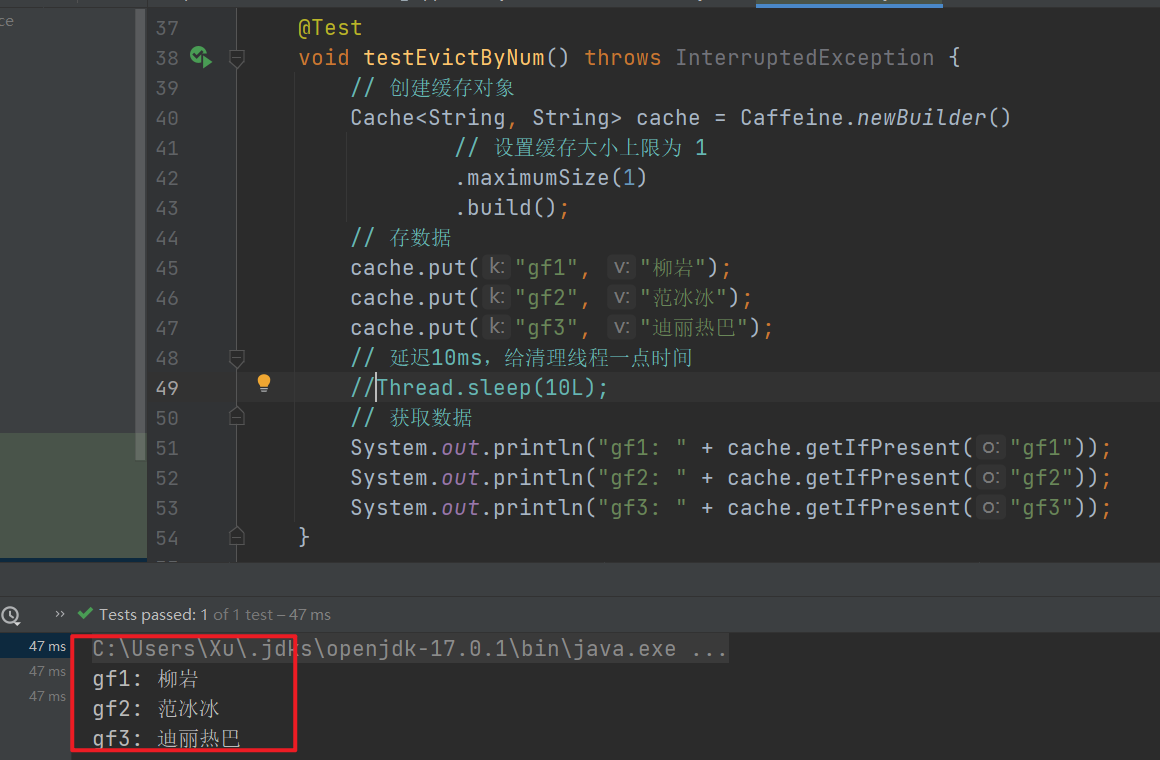 ce
37 @Test
38 void testEvictByNum() throws InterruptedException {
39 // 创建缓存对象
40 Cache<String, String> cache = Caffeine.newBuilder()
41 // 设置缓存大小上限为 1
42 .maximumSize(1)
43 .build();
44 // 存数据
45 cache.put( k: "gf1", v: "柳岩");
46 cache.put( k: "gf2", v: "范冰冰");
47 cache.put( k: "gf3", v: "迪丽热巴");
48 // 延迟10ms，给清理线程一点时间
49 //Thread.sleep(10L);
50 // 获取数据
51 System.out.println("gf1: " + cache.getIfPresent( o: "gf1"));
52 System.out.println("gf2: " + cache.getIfPresent( o: "gf2"));
53 System.out.println("gf3: " + cache.getIfPresent( o: "gf3"));
54 }
» Tests passed: 1 of 1 test – 47 ms
47 ms C:\Users\Xu\.jdks\openjdk-17.0.1\bin\java.exe ...
47 ms gf1: 柳岩
47 ms gf2: 范冰冰
gf3: 迪丽热巴